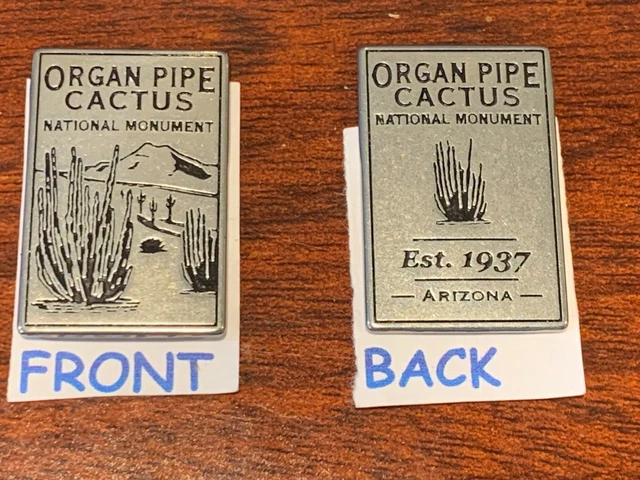 ORGAN PIPE
CACTUS
NATIONAL MONUMENT
FRONT
ORGAN PIPE
CACTUS
NATIONAL MONUMENT
Est. 1937
— ARIZONA —
BACK